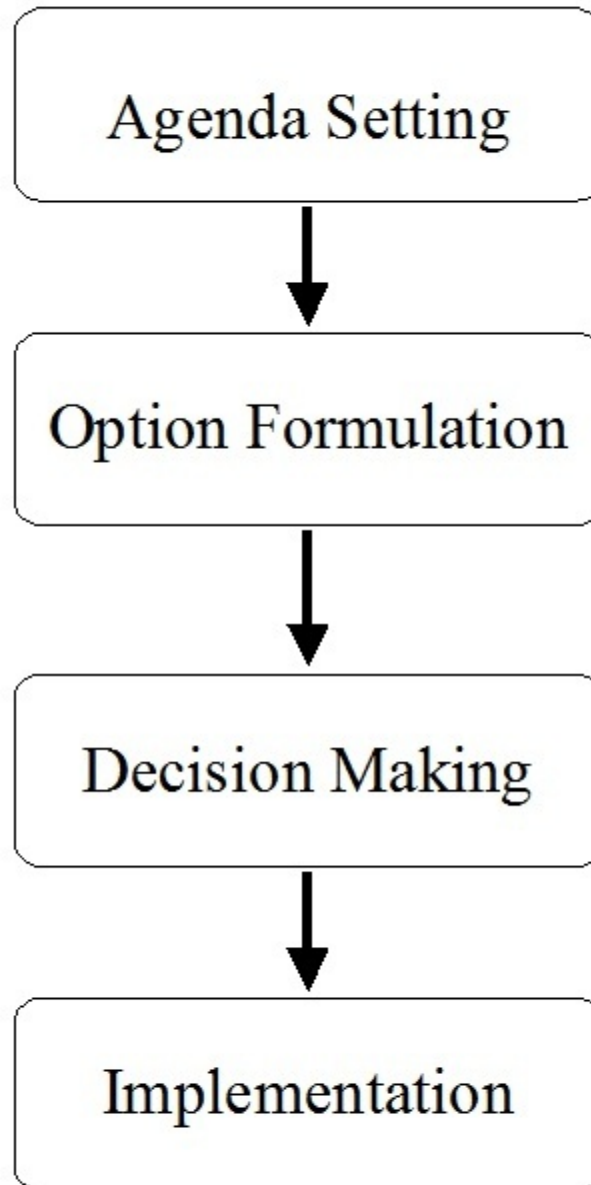 Agenda Setting
Option Formulation
Decision Making
Implementation